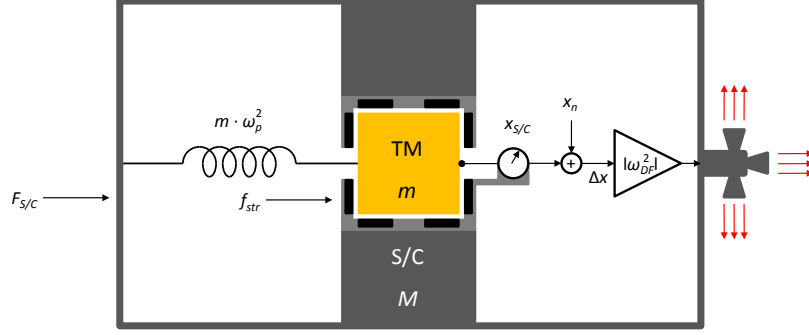 m · ω_p^2
x_n
x_S/C
TM
|ω_DF^2|
Δx
m
F_S/C
f_str
S/C
M